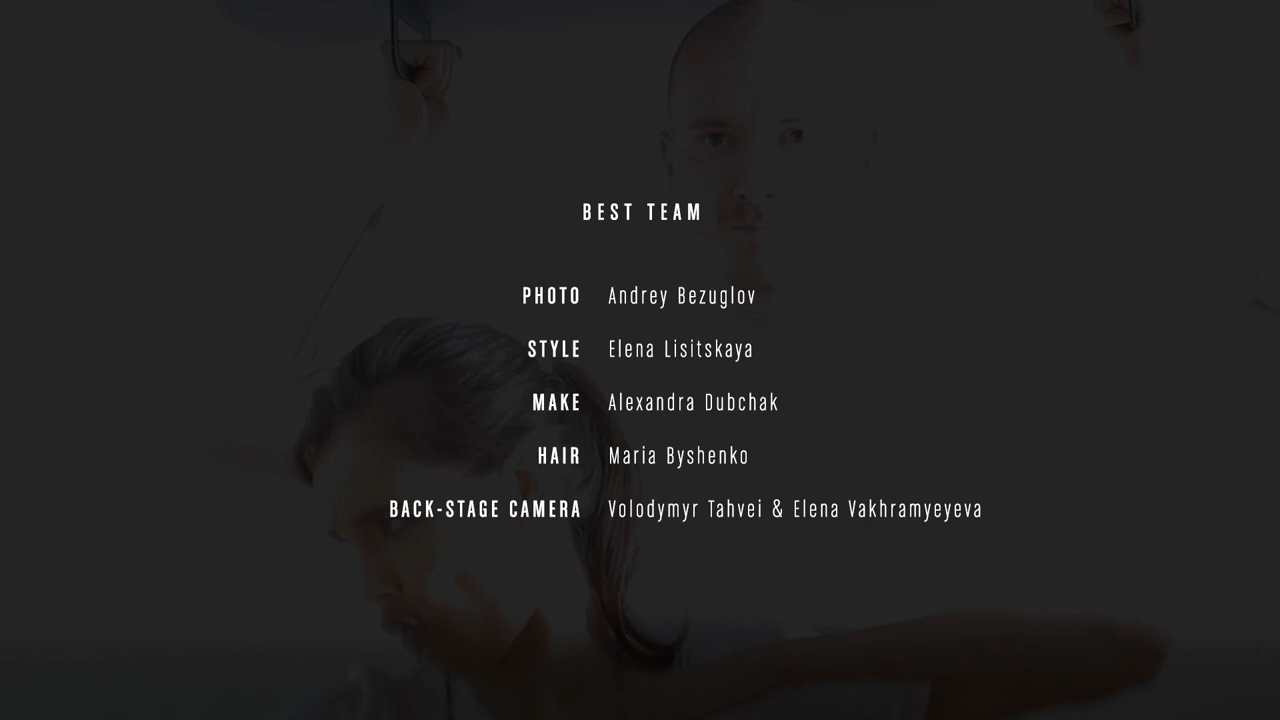 BEST TEAM
PHOTO Andrey Bezuglov
STYLE Elena Lisitskaya
MAKE Alexandra Dubchak
HAIR Maria Byshenko
BACK-STAGE CAMERA Volodymyr Tahvei & Elena Vakhramyeyeva